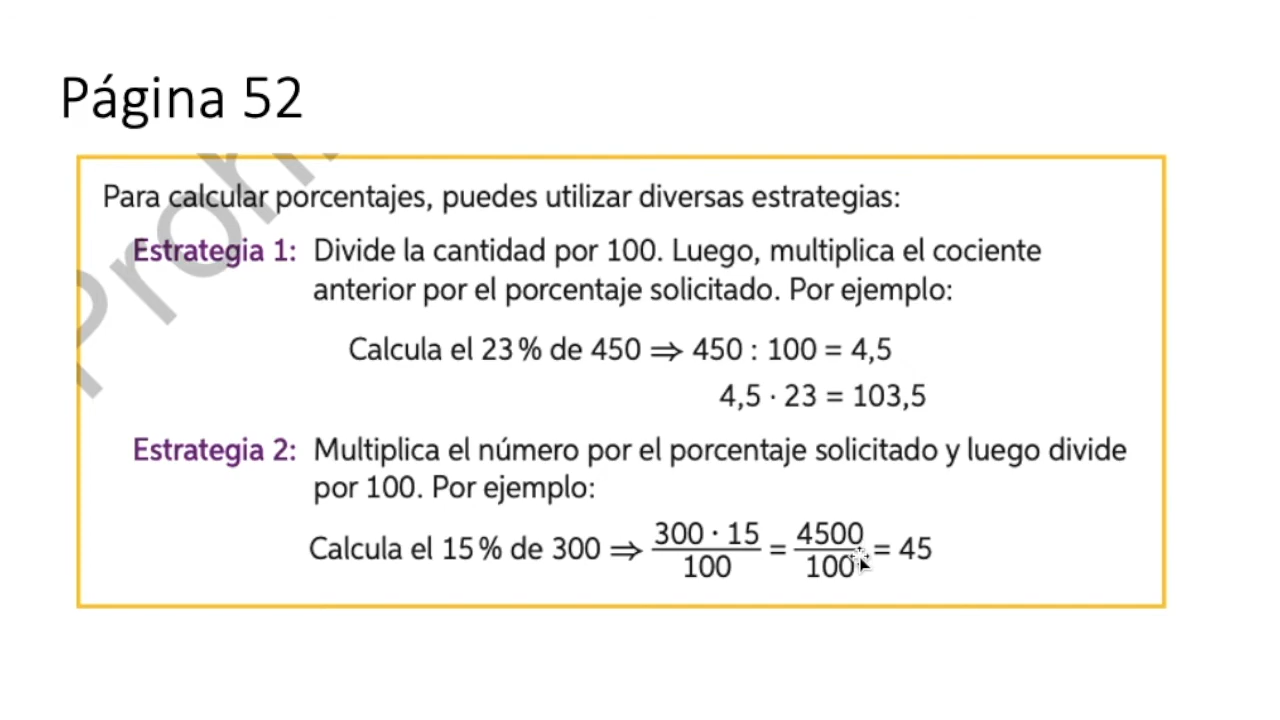 Página 52
Para calcular porcentajes, puedes utilizar diversas estrategias:
Estrategia 1: Divide la cantidad por 100. Luego, multiplica el cociente
anterior por el porcentaje solicitado. Por ejemplo:
Calcula el 23 % de 450 ⇒ 450 : 100 = 4,5
4,5 · 23 = 103,5
Estrategia 2: Multiplica el número por el porcentaje solicitado y luego divide
por 100. Por ejemplo:
Calcula el 15 % de 300 ⇒ 300 · 15 / 100 = 4500 / 100 = 45